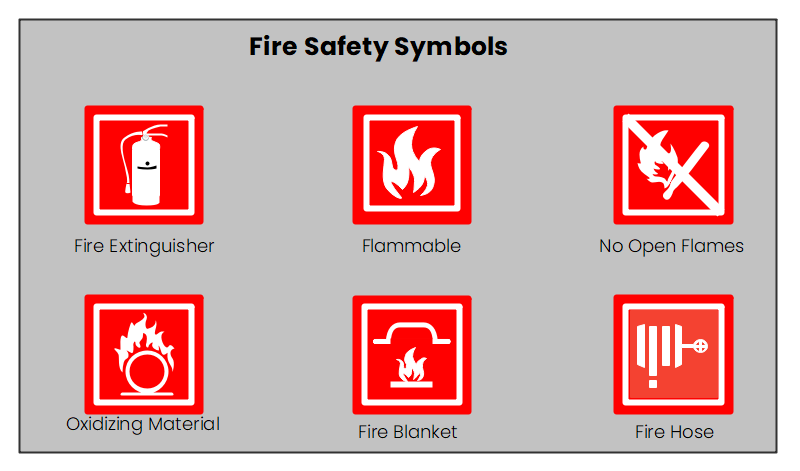 Fire Safety Symbols
Fire Extinguisher
Flammable
No Open Flames
Oxidizing Material
Fire Blanket
Fire Hose